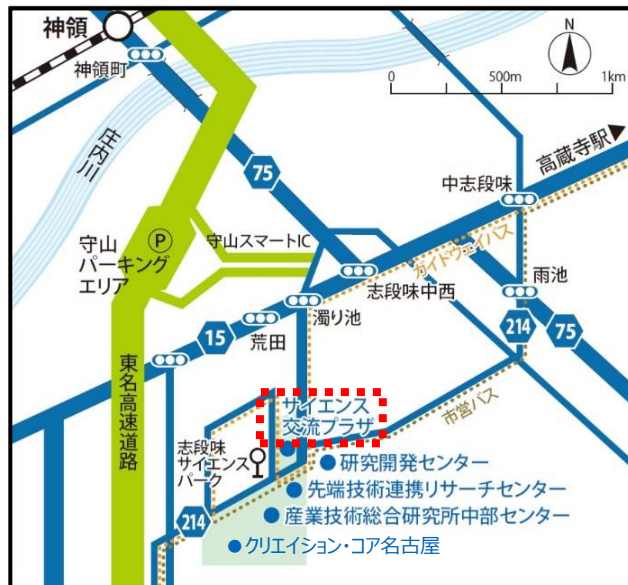 神領
神領町
N
0
500m
1km
庄内川
高蔵寺駅
75
中志段味
守山スマートIC
ガイドウェイバス
P
守山
パーキング
エリア
志段味中西
雨池
濁り池
荒田
15
214
75
東名高速道路
市営バス
サイエンス
交流プラザ
志段味
サイエンス
パーク
研究開発センター
先端技術連携リサーチセンター
214
産業技術総合研究所中部センター
クリエイション・コア名古屋